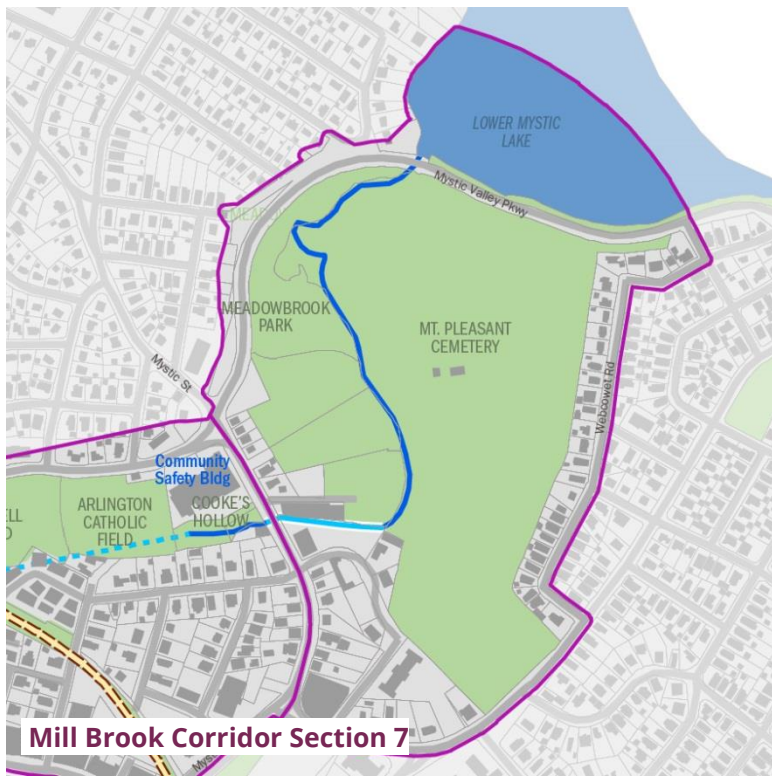 LOWER MYSTIC
LAKE
Mystic Valley Pkwy
MEADOWBROOK
PARK
MT. PLEASANT
CEMETERY
Mystic St
Webcowet Rd
Community
Safety Bldg
COOKE'S
HOLLOW
ARLINGTON
CATHOLIC
FIELD
ELL
D
Mill Brook Corridor Section 7